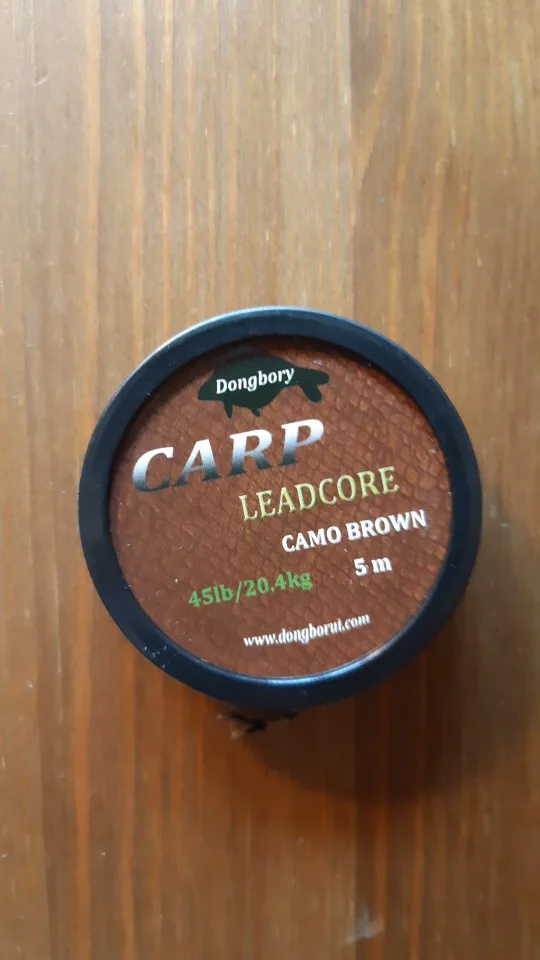 Dongbory
CARP
LEADCORE
CAMO BROWN
45lb/20.4kg 5 m
www.dongborui.com